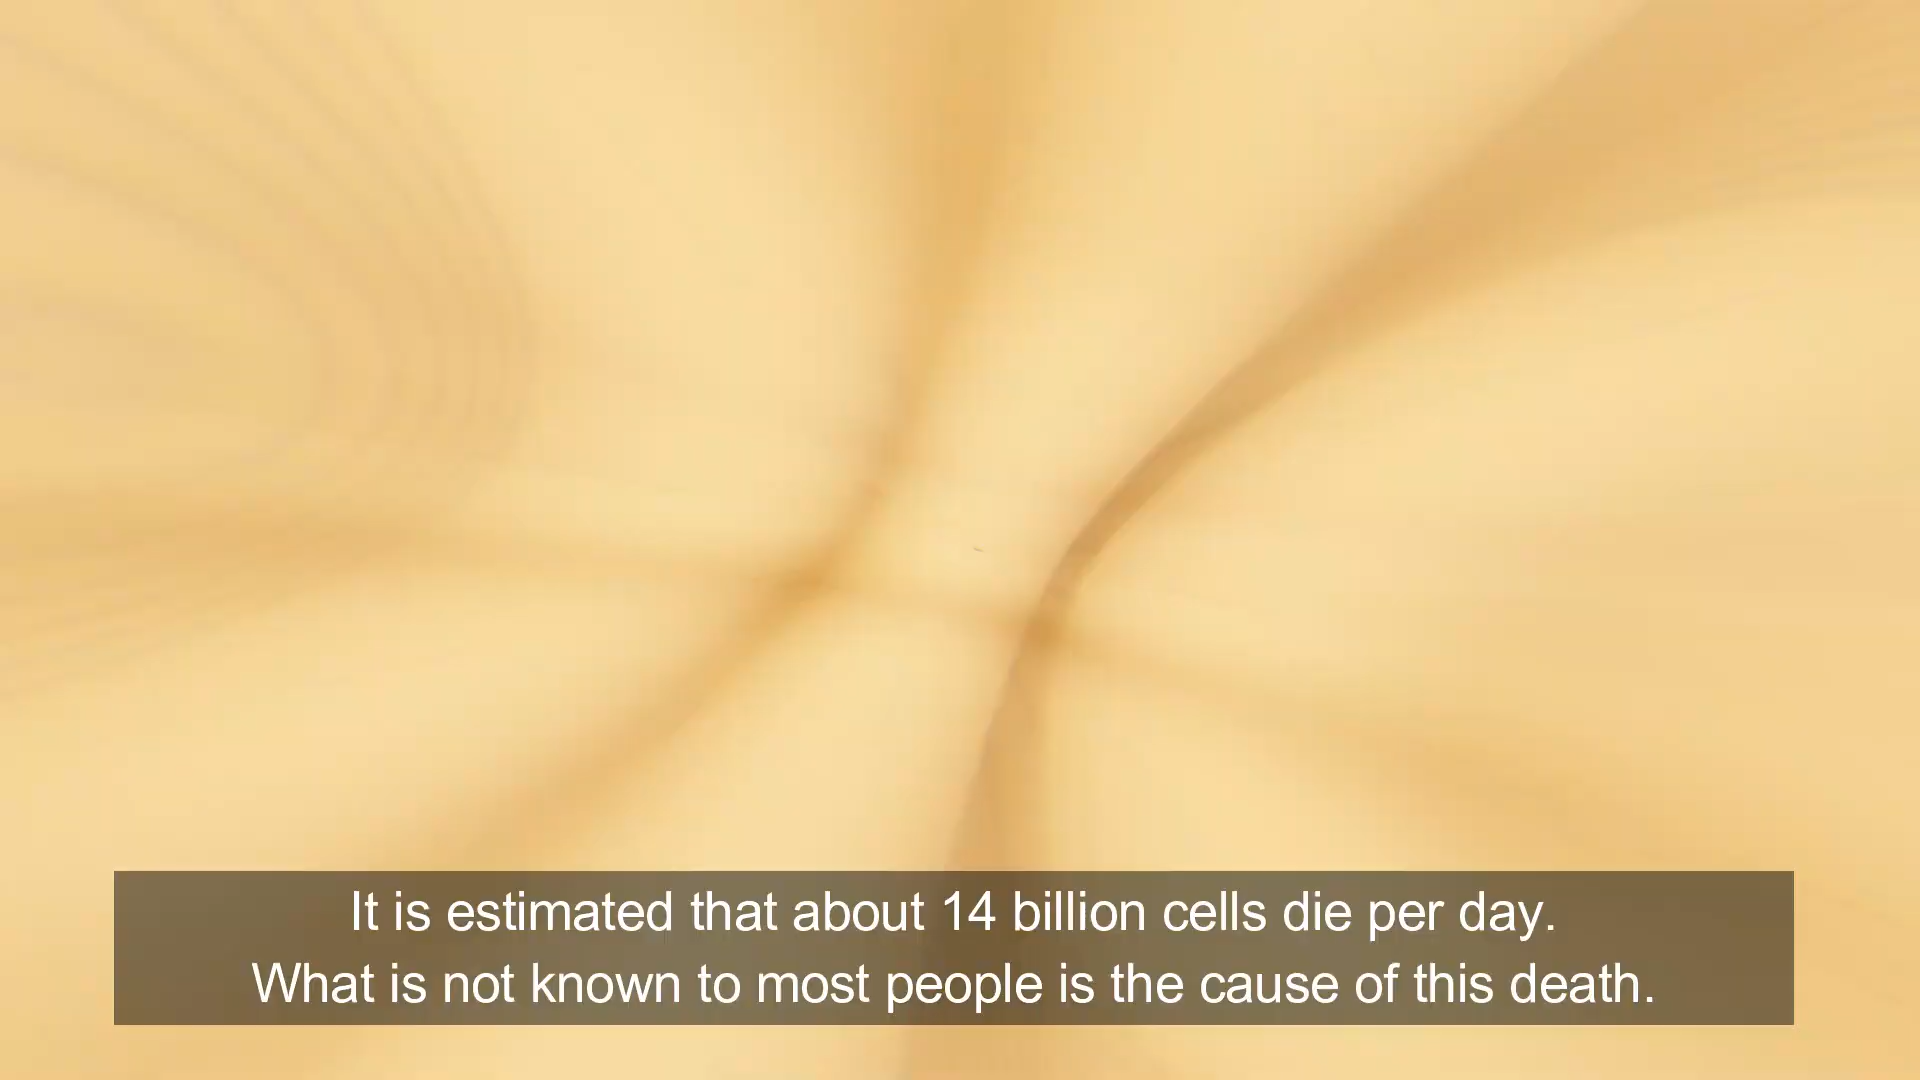 It is estimated that about 14 billion cells die per day.
What is not known to most people is the cause of this death.